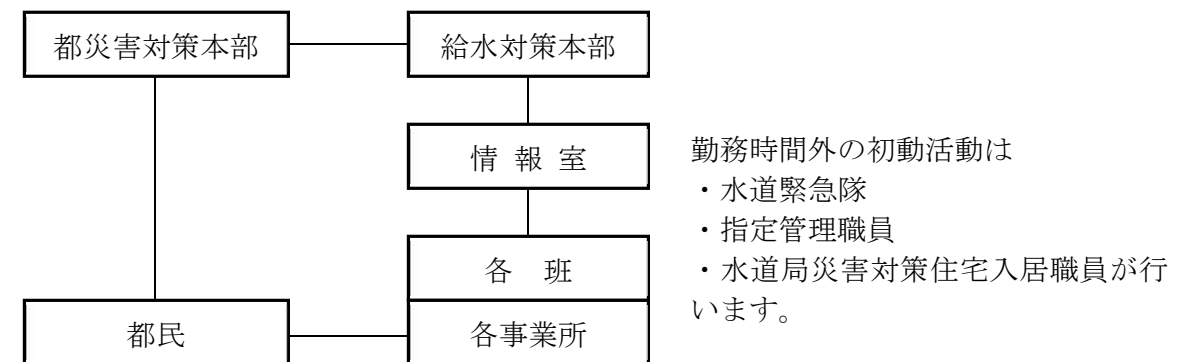 都災害対策本部
給水対策本部
情 報 室
各　班
都民
各事業所
勤務時間外の初動活動は
・水道緊急隊
・指定管理職員
・水道局災害対策住宅入居職員が行
います。